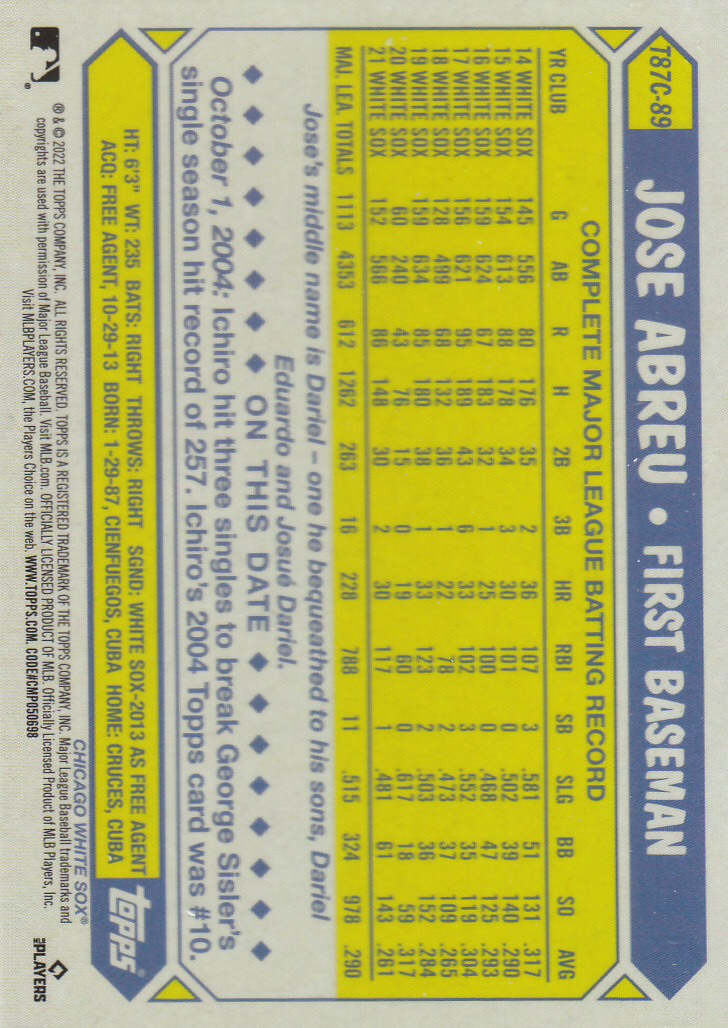 T87C-89
JOSE ABREU • FIRST BASEMAN
COMPLETE MAJOR LEAGUE BATTING RECORD
YR CLUB G AB R H 2B 3B HR RBI SB SLG BB SO AVG
14 WHITE SOX 145 556 80 176 35 2 36 107 3 .581 51 131 .317
15 WHITE SOX 154 613 88 178 34 3 30 101 0 .502 39 140 .290
16 WHITE SOX 159 624 67 183 32 1 25 100 0 .468 47 125 .293
17 WHITE SOX 156 621 95 189 43 6 33 102 3 .552 35 119 .304
18 WHITE SOX 128 499 68 132 36 1 22 78 2 .473 37 109 .265
19 WHITE SOX 159 634 85 180 38 1 33 123 2 .503 36 152 .284
20 WHITE SOX 60 240 43 76 15 0 19 60 0 .617 18 59 .317
21 WHITE SOX 152 566 86 148 30 2 30 117 1 .481 61 143 .261
MAJ. LEA. TOTALS 1113 4353 612 1262 263 16 228 788 11 .515 324 978 .290
Jose's middle name is Dariel – one he bequeathed to his sons, Dariel
Eduardo and Josué Dariel.
◆ ◆ ◆ ◆ ◆ ◆ ◆ ◆ ON THIS DATE ◆ ◆ ◆ ◆ ◆ ◆ ◆ ◆
October 1, 2004: Ichiro hit three singles to break George Sisler's
single season hit record of 257. Ichiro's 2004 Topps card was #10.
HT: 6'3" WT: 235 BATS: RIGHT THROWS: RIGHT SGND: WHITE SOX-2013 AS FREE AGENT
ACQ: FREE AGENT, 10-29-13 BORN: 1-29-87, CIENFUEGOS, CUBA HOME: CRUCES, CUBA
topps®
CHICAGO WHITE SOX®
® & © 2022 THE TOPPS COMPANY, INC. ALL RIGHTS RESERVED. TOPPS IS A REGISTERED TRADEMARK OF THE TOPPS COMPANY, INC. Major League Baseball trademarks and
copyrights are used with permission of Major League Baseball. Visit MLB.com. OFFICIALLY LICENSED PRODUCT OF MLB. Officially Licensed Product of MLB Players, Inc.
Visit MLBPLAYERS.COM, the Players Choice on the web. WWW.TOPPS.COM. CODE#CMP050698
MLB PLAYERS